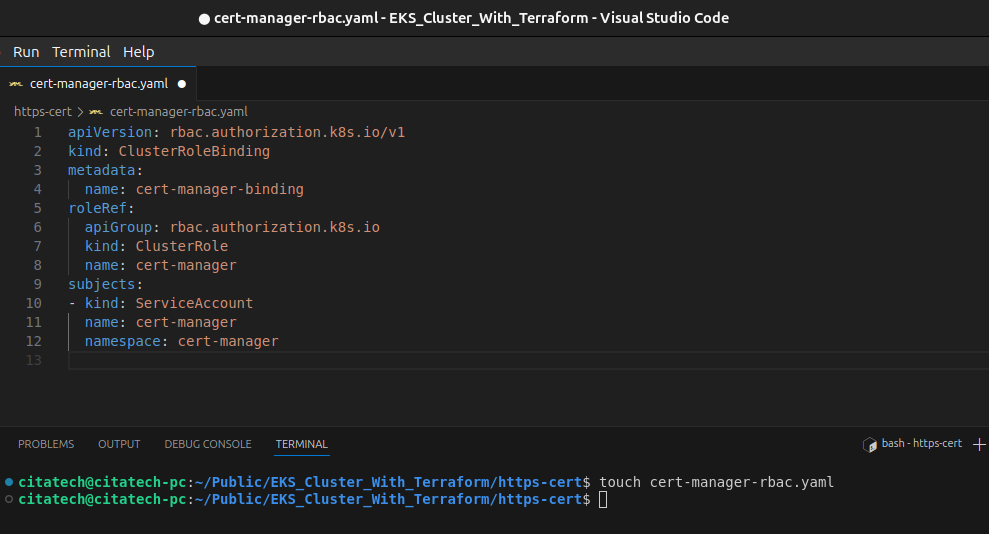 ● cert-manager-rbac.yaml - EKS_Cluster_With_Terraform - Visual Studio Code
Run Terminal Help
YAML cert-manager-rbac.yaml ●
https-cert > YAML cert-manager-rbac.yaml
1 apiVersion: rbac.authorization.k8s.io/v1
2 kind: ClusterRoleBinding
3 metadata:
4   name: cert-manager-binding
5 roleRef:
6   apiGroup: rbac.authorization.k8s.io
7   kind: ClusterRole
8   name: cert-manager
9 subjects:
10 - kind: ServiceAccount
11   name: cert-manager
12   namespace: cert-manager
13
PROBLEMS OUTPUT DEBUG CONSOLE TERMINAL bash - https-cert +
citatech@citatech-pc:~/Public/EKS_Cluster_With_Terraform/https-cert$ touch cert-manager-rbac.yaml
citatech@citatech-pc:~/Public/EKS_Cluster_With_Terraform/https-cert$